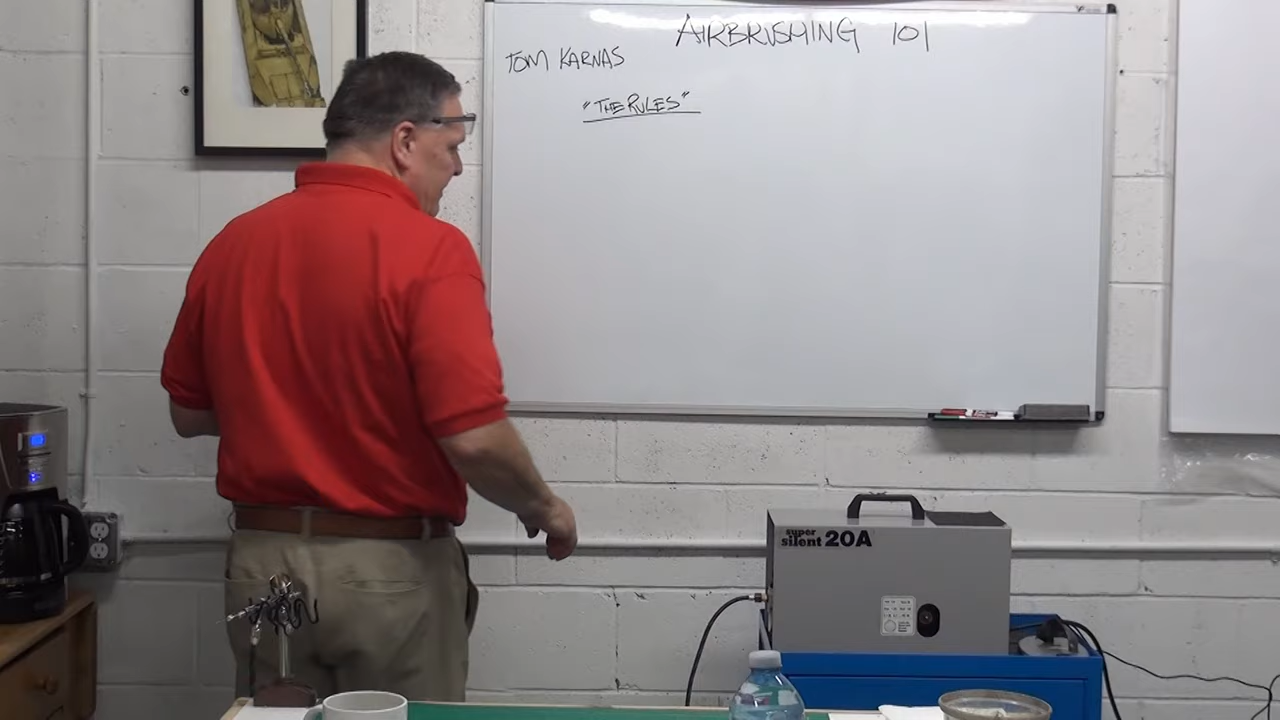 AIRBRUSHING 101
TOM KARNAS
"THE RULES"
super
silent 20A